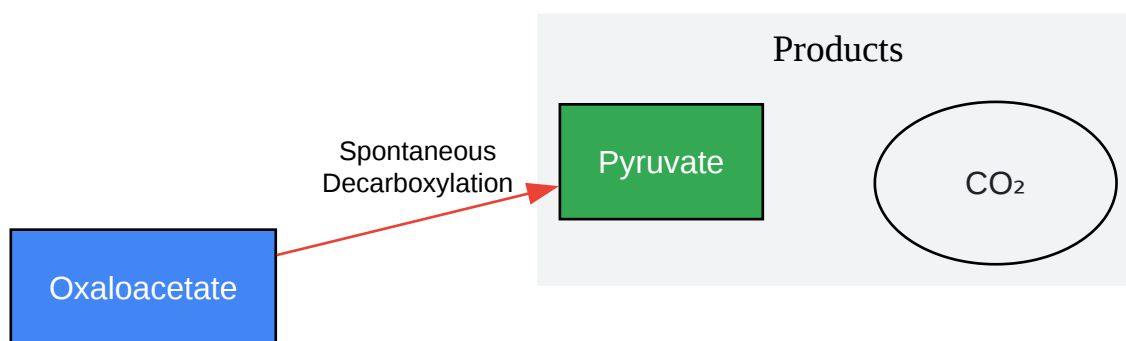 Products
Spontaneous
Decarboxylation
Pyruvate
CO₂
Oxaloacetate